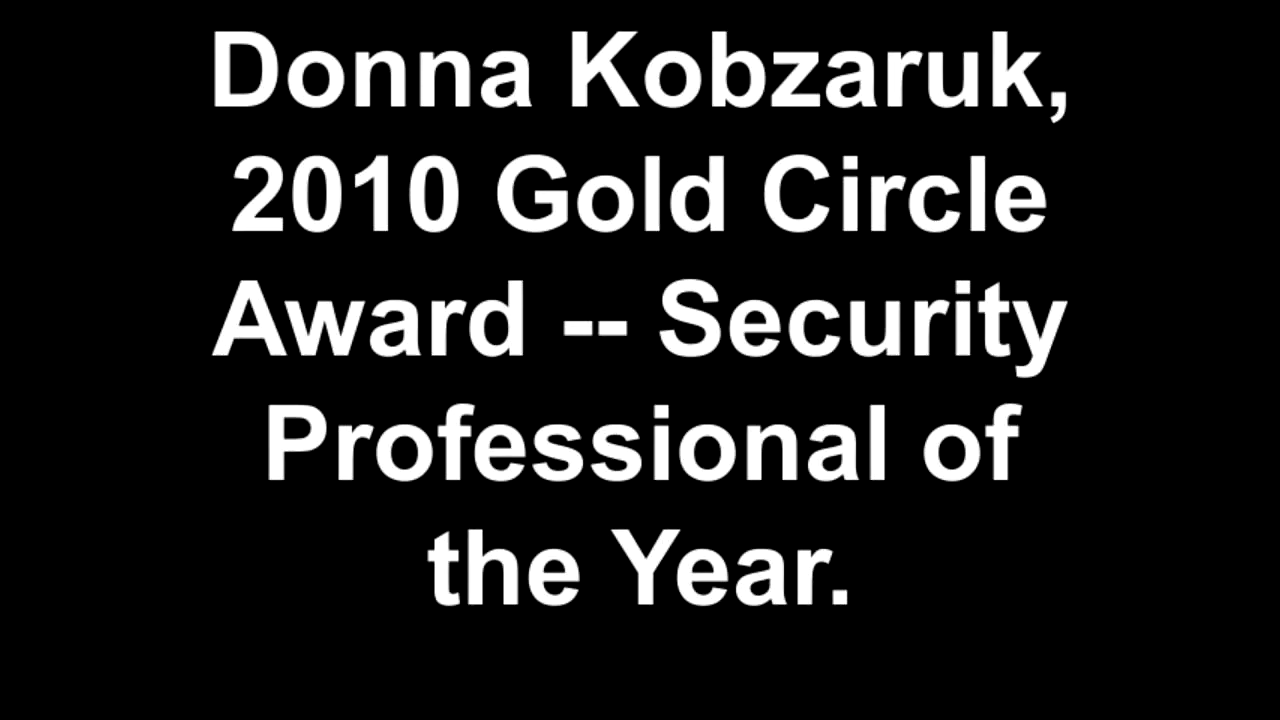 Donna Kobzaruk,
2010 Gold Circle
Award -- Security
Professional of
the Year.